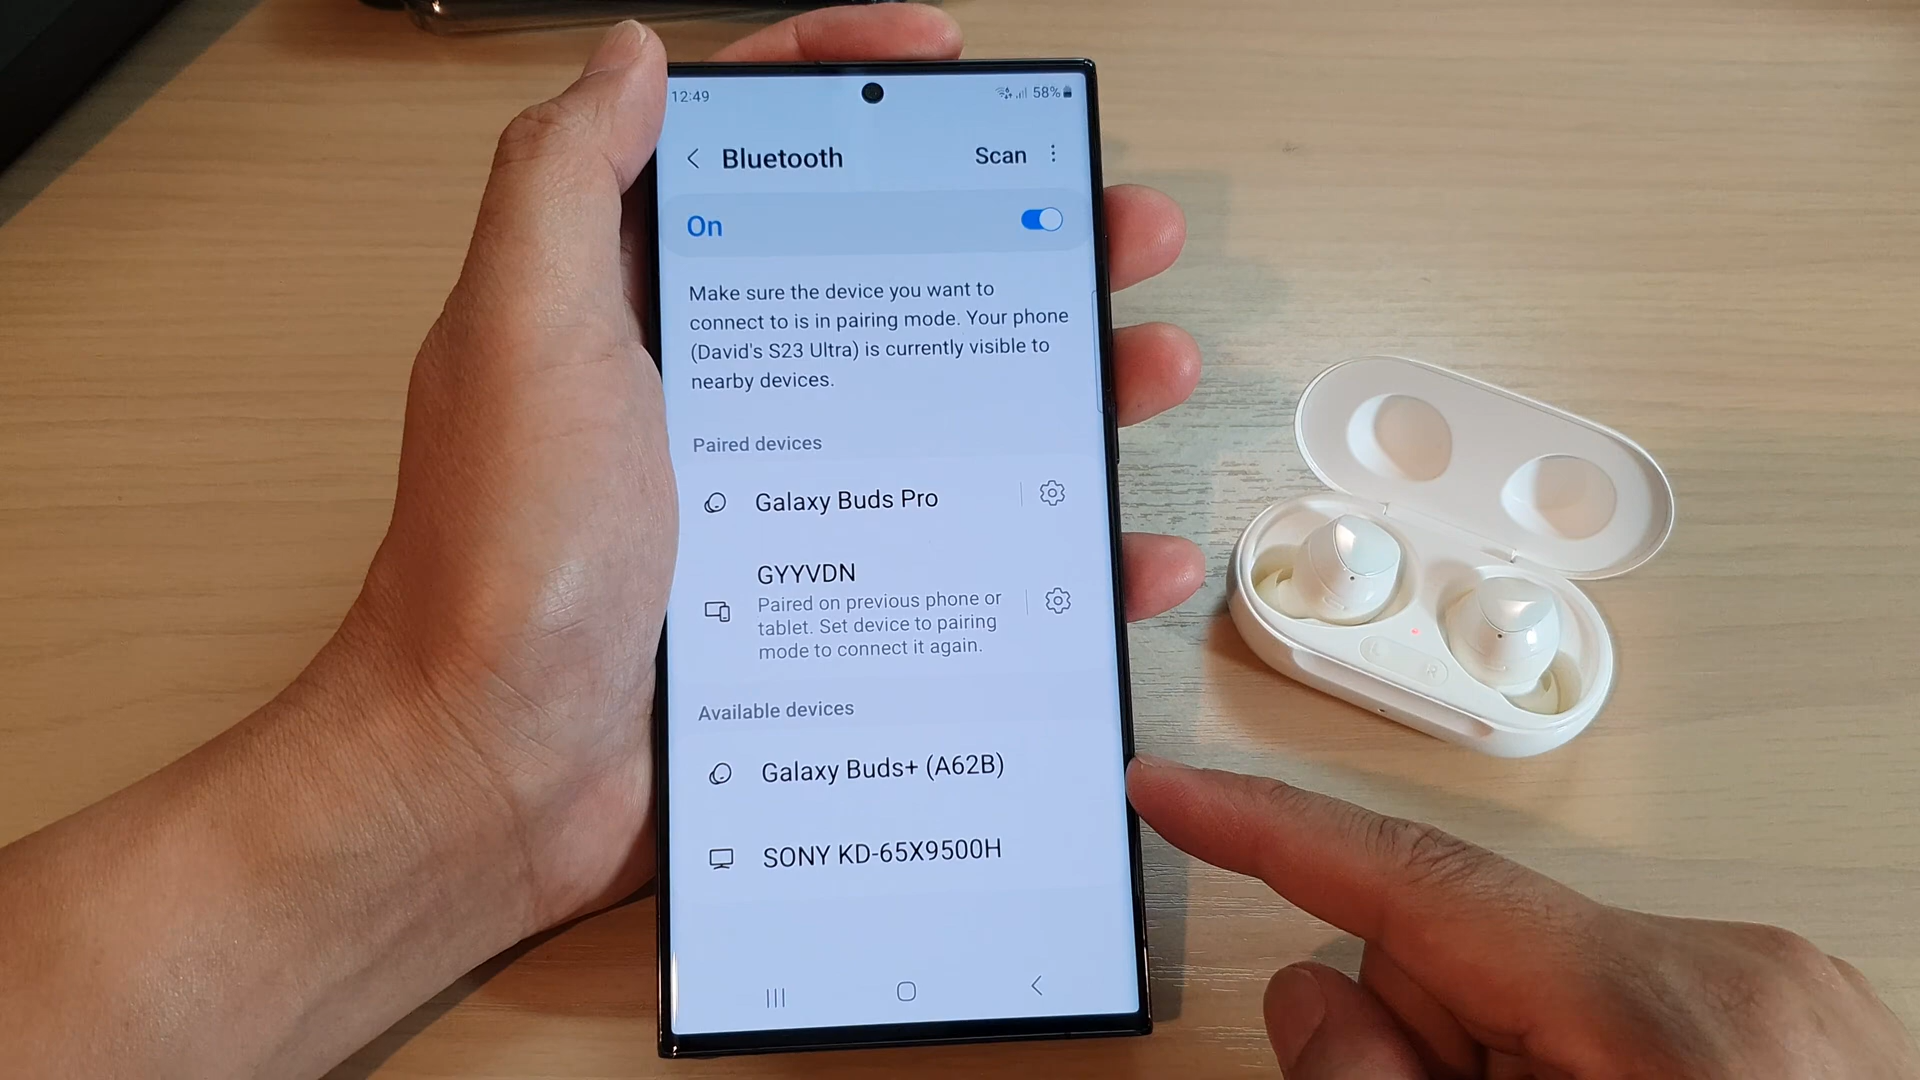 12:49
58%
Bluetooth
Scan
On
Make sure the device you want to
connect to is in pairing mode. Your phone
(David's S23 Ultra) is currently visible to
nearby devices.
Paired devices
Galaxy Buds Pro
GYYVDN
Paired on previous phone or
tablet. Set device to pairing
mode to connect it again.
Available devices
Galaxy Buds+ (A62B)
SONY KD-65X9500H
L
R